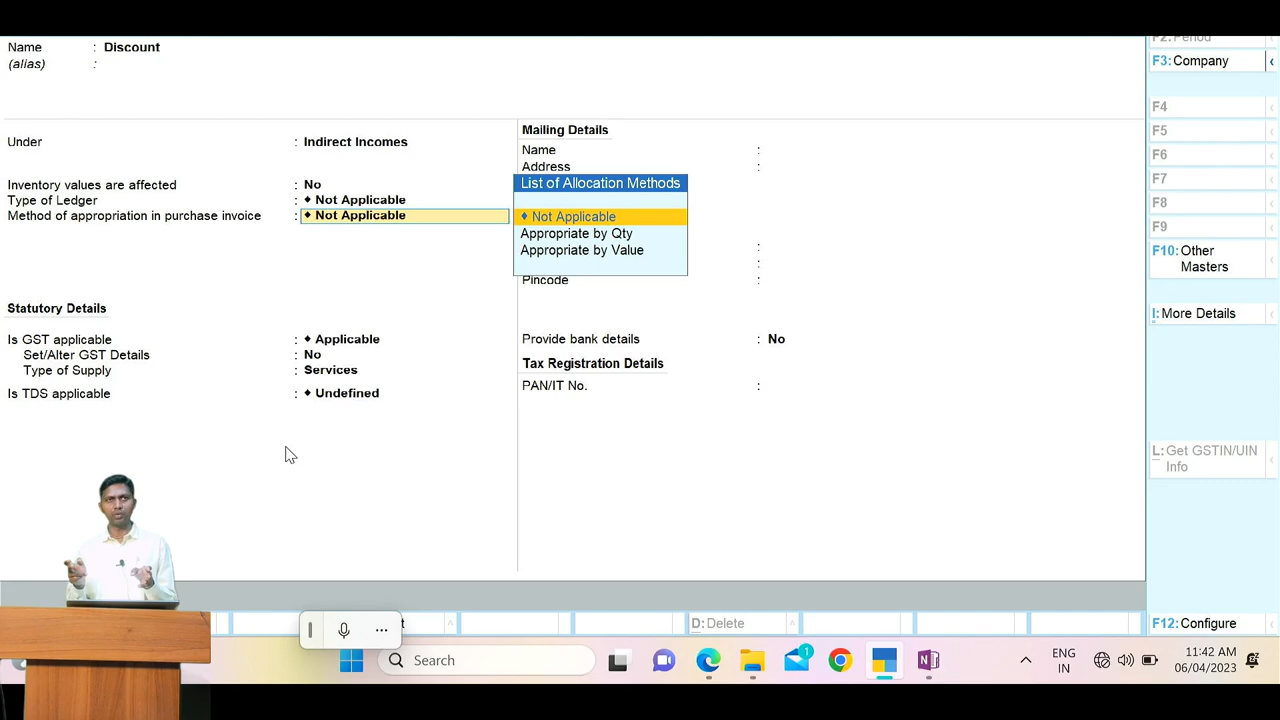 F2: Period
Name : Discount
(alias) :
F3: Company
F4
F5
F6
F7
F8
F9
F10: Other
Masters
I: More Details
L: Get GSTIN/UIN
Info
F12: Configure
Under : Indirect Incomes
Inventory values are affected : No
Type of Ledger : ♦ Not Applicable
Method of appropriation in purchase invoice : ♦ Not Applicable
Statutory Details
Is GST applicable : ♦ Applicable
Set/Alter GST Details : No
Type of Supply : Services
Is TDS applicable : ♦ Undefined
Mailing Details
Name :
Address :
List of Allocation Methods
♦ Not Applicable
Appropriate by Qty
Appropriate by Value
:
:
Pincode :
Provide bank details : No
Tax Registration Details
PAN/IT No. :
D: Delete
Search
1
ENG
IN
11:42 AM
06/04/2023